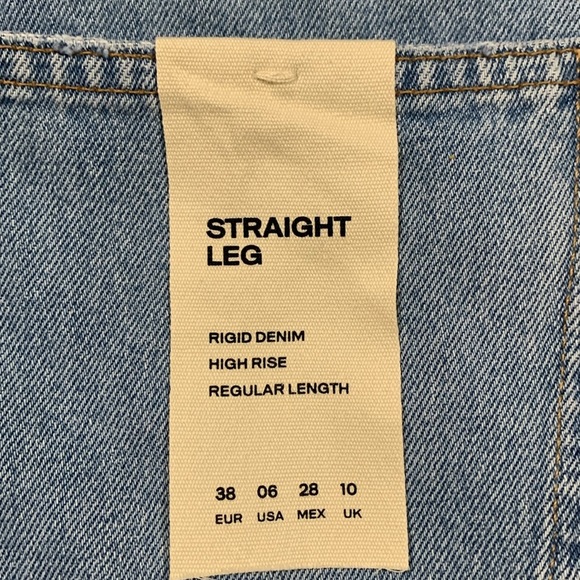 STRAIGHT
LEG
RIGID DENIM
HIGH RISE
REGULAR LENGTH
38 06 28 10
EUR USA MEX UK